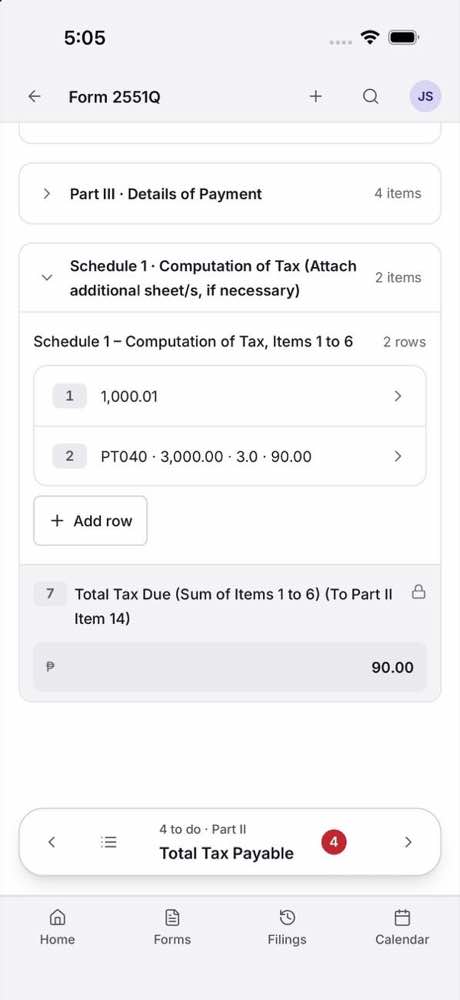 5:05
Form 2551Q
JS
Part III · Details of Payment
4 items
Schedule 1 · Computation of Tax (Attach
additional sheet/s, if necessary)
2 items
Schedule 1 – Computation of Tax, Items 1 to 6
2 rows
1 1,000.01
2 PT040 · 3,000.00 · 3.0 · 90.00
+ Add row
7 Total Tax Due (Sum of Items 1 to 6) (To Part II
Item 14)
₱ 90.00
4 to do · Part II
Total Tax Payable
4
Home Forms Filings Calendar